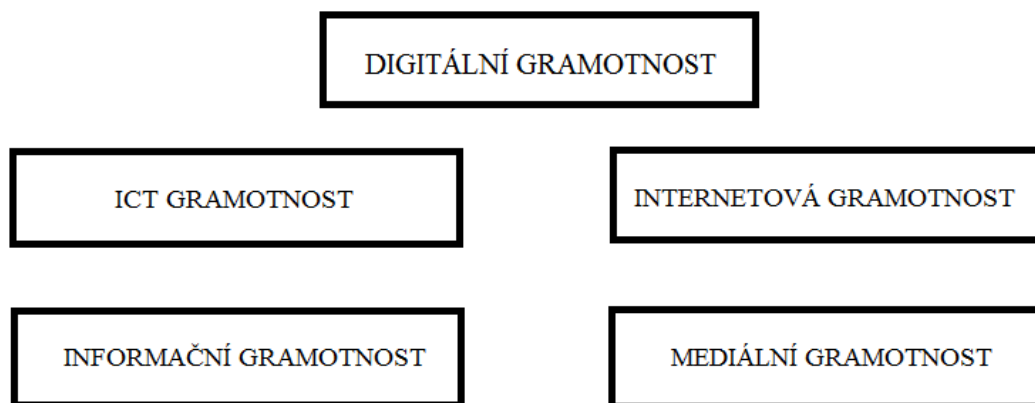 DIGITÁLNÍ GRAMOTNOST
ICT GRAMOTNOST
INTERNETOVÁ GRAMOTNOST
INFORMAČNÍ GRAMOTNOST
MEDIÁLNÍ GRAMOTNOST